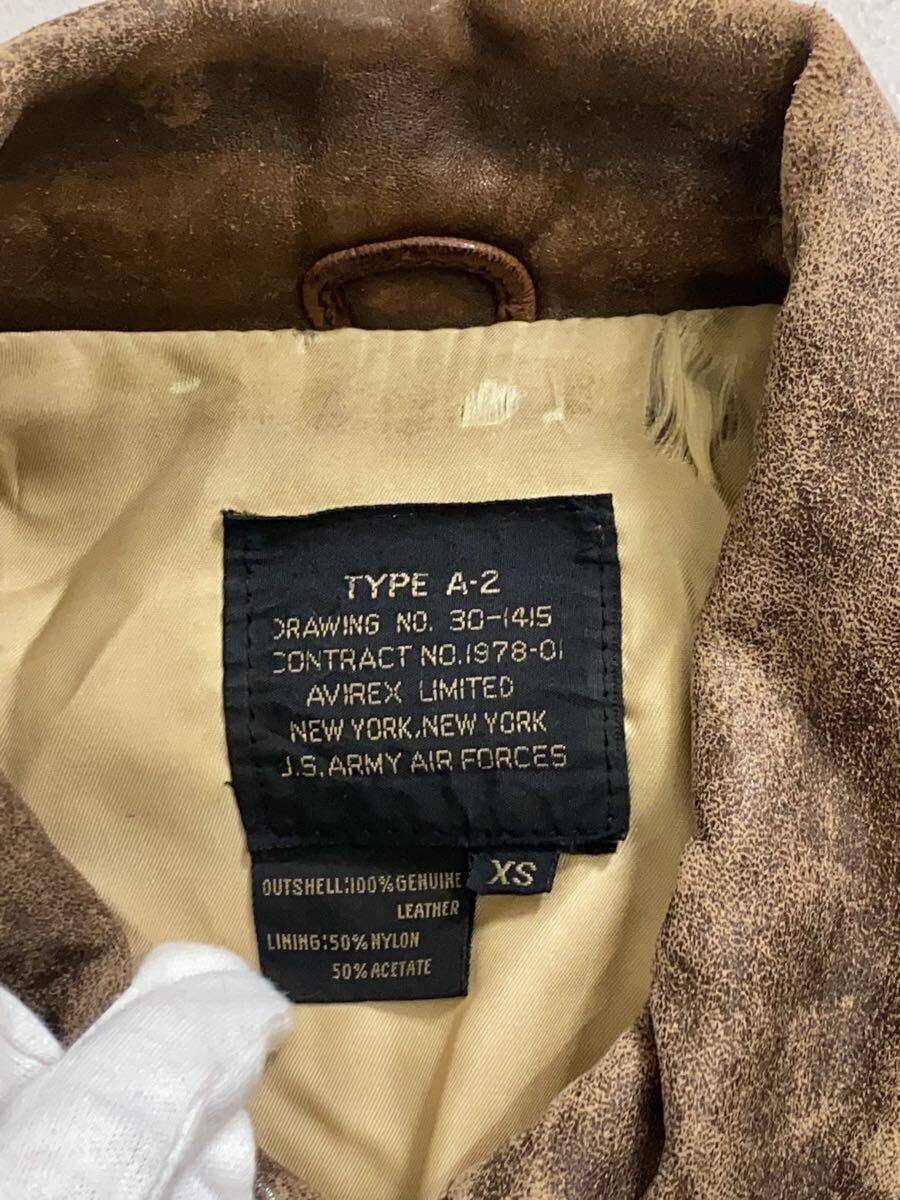 TYPE A-2
DRAWING NO. 30-1415
CONTRACT NO.1978-01
AVIREX LIMITED
NEW YORK,NEW YORK
U.S.ARMY AIR FORCES
XS
OUTSHELL:100%GENUINE
LEATHER
LINING:50%NYLON
50%ACETATE